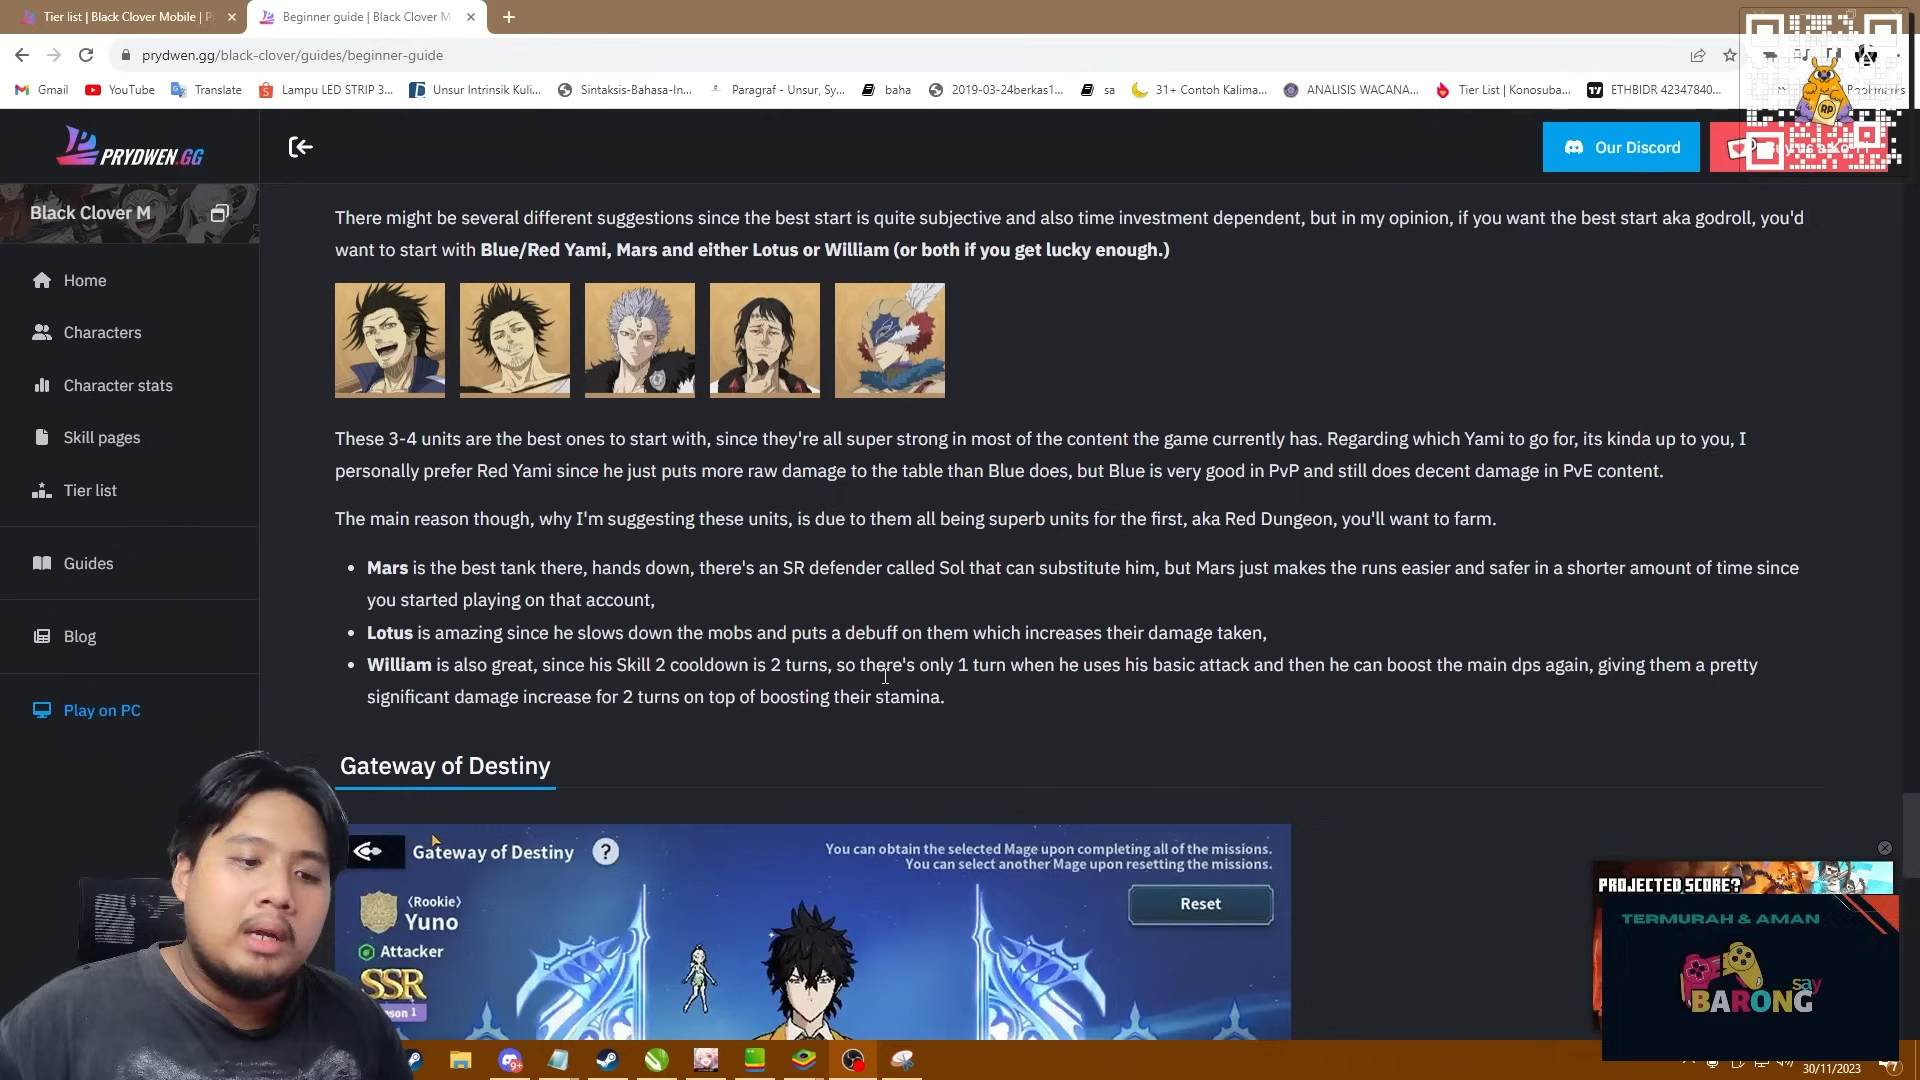 Tier list | Black Clover Mobile | P
Beginner guide | Black Clover M
prydwen.gg/black-clover/guides/beginner-guide
Gmail
YouTube
Translate
Lampu LED STRIP 3...
Unsur Intrinsik Kuli...
Sintaksis-Bahasa-In...
Paragraf - Unsur, Sy...
baha
2019-03-24berkas1...
sa
31+ Contoh Kalima...
ANALISIS WACANA...
Tier List | Konosuba...
ETHBIDR 42347840...
Bookmarks
RP
PRYDWEN.GG
Our Discord
Black Clover M
Home
Characters
Character stats
Skill pages
Tier list
Guides
Blog
Play on PC
There might be several different suggestions since the best start is quite subjective and also time investment dependent, but in my opinion, if you want the best start aka godroll, you'd
want to start with Blue/Red Yami, Mars and either Lotus or William (or both if you get lucky enough.)
These 3-4 units are the best ones to start with, since they're all super strong in most of the content the game currently has. Regarding which Yami to go for, its kinda up to you, I
personally prefer Red Yami since he just puts more raw damage to the table than Blue does, but Blue is very good in PvP and still does decent damage in PvE content.
The main reason though, why I'm suggesting these units, is due to them all being superb units for the first, aka Red Dungeon, you'll want to farm.
• Mars is the best tank there, hands down, there's an SR defender called Sol that can substitute him, but Mars just makes the runs easier and safer in a shorter amount of time since
you started playing on that account,
• Lotus is amazing since he slows down the mobs and puts a debuff on them which increases their damage taken,
• William is also great, since his Skill 2 cooldown is 2 turns, so there's only 1 turn when he uses his basic attack and then he can boost the main dps again, giving them a pretty
significant damage increase for 2 turns on top of boosting their stamina.
Gateway of Destiny
Gateway of Destiny ?
You can obtain the selected Mage upon completing all of the missions.
You can select another Mage upon resetting the missions.
Reset
⟨Rookie⟩
Yuno
Attacker
SSR
son 1
PROJECTED SCORE?
TERMURAH & AMAN
say
BARONG
9+
30/11/2023
7